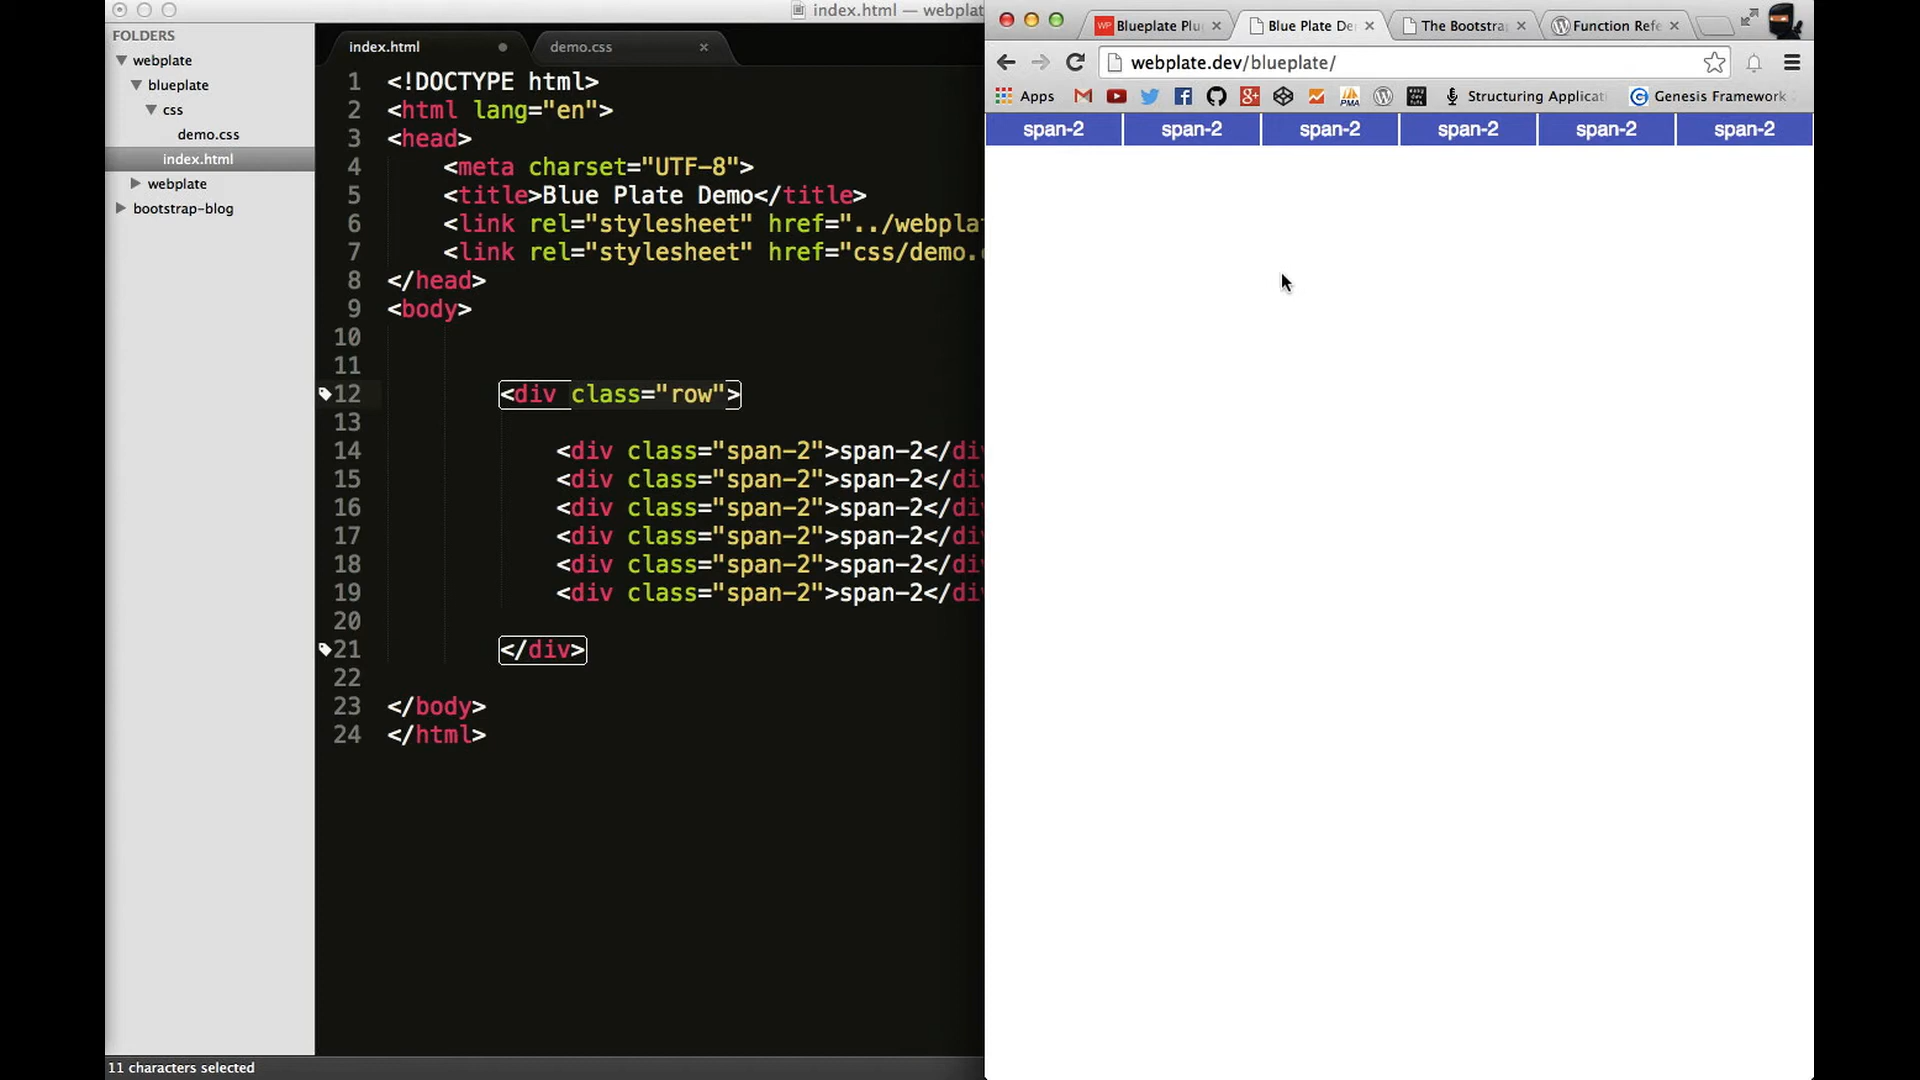 index.html — webplat
FOLDERS
webplate
blueplate
css
demo.css
index.html
webplate
bootstrap-blog
index.html
demo.css
1 <!DOCTYPE html>
2 <html lang="en">
3 <head>
4 <meta charset="UTF-8">
5 <title>Blue Plate Demo</title>
6 <link rel="stylesheet" href="../webplat
7 <link rel="stylesheet" href="css/demo.
8 </head>
9 <body>
10
11
12 <div class="row">
13
14 <div class="span-2">span-2</di
15 <div class="span-2">span-2</di
16 <div class="span-2">span-2</di
17 <div class="span-2">span-2</di
18 <div class="span-2">span-2</di
19 <div class="span-2">span-2</di
20
21 </div>
22
23 </body>
24 </html>
11 characters selected
WP Blueplate Plu
Blue Plate De
The Bootstra
Function Refe
webplate.dev/blueplate/
Apps
PMA
Structuring Applicat
Genesis Framework
span-2 span-2 span-2 span-2 span-2 span-2